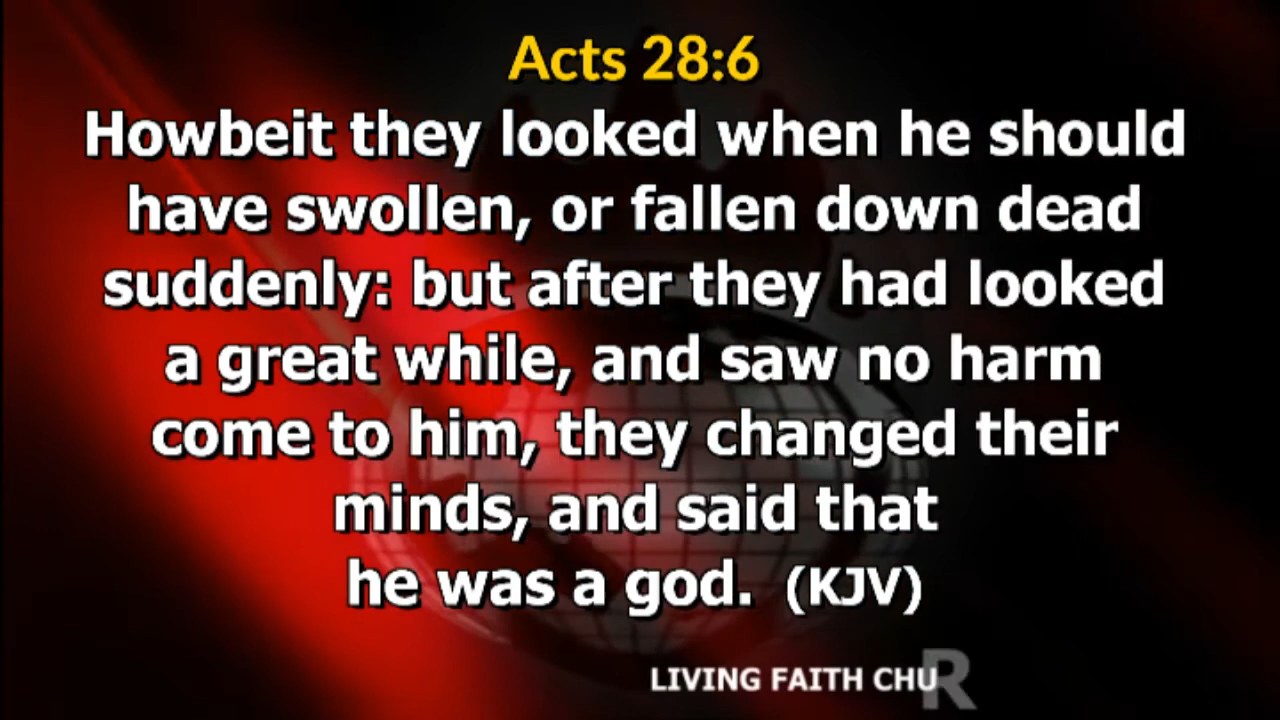 Acts 28:6
Howbeit they looked when he should
have swollen, or fallen down dead
suddenly: but after they had looked
a great while, and saw no harm
come to him, they changed their
minds, and said that
he was a god. (KJV)
LIVING FAITH CHUR